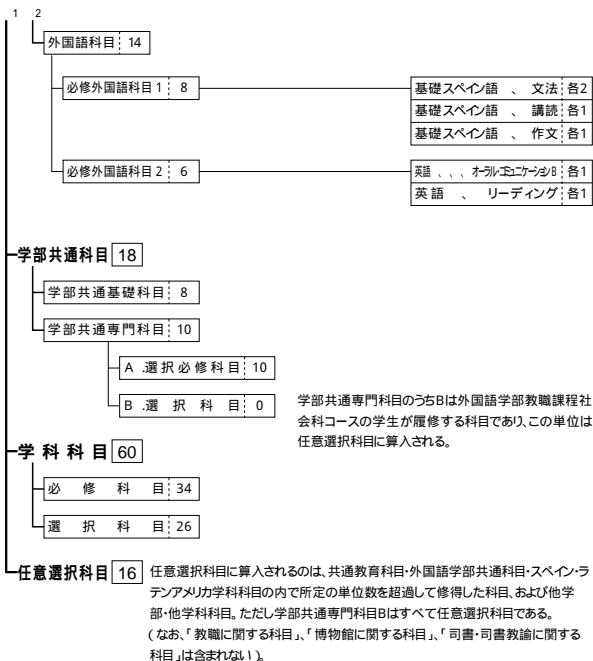 1 2
外国語科目 14
必修外国語科目1 8
基礎スペイン語 、 文法 各2
基礎スペイン語 、 講読 各1
基礎スペイン語 、 作文 各1
必修外国語科目2 6
英語 、、、 オーラル・コミュニケーションB 各1
英語 、 リーディング 各1
学部共通科目 18
学部共通基礎科目 8
学部共通専門科目 10
A.選択必修科目 10
B.選択科目 0
学部共通専門科目のうちBは外国語学部教職課程社
会科コースの学生が履修する科目であり、この単位は
任意選択科目に算入される。
学科科目 60
必修科目 34
選択科目 26
任意選択科目 16
任意選択科目に算入されるのは、共通教育科目・外国語学部共通科目・スペイン・ラ
テンアメリカ学科科目の内で所定の単位数を超過して修得した科目、および他学
部・他学科科目。ただし学部共通専門科目Bはすべて任意選択科目である。
(なお、「教職に関する科目」、「博物館に関する科目」、「司書・司書教諭に関する
科目」は含まれない)。